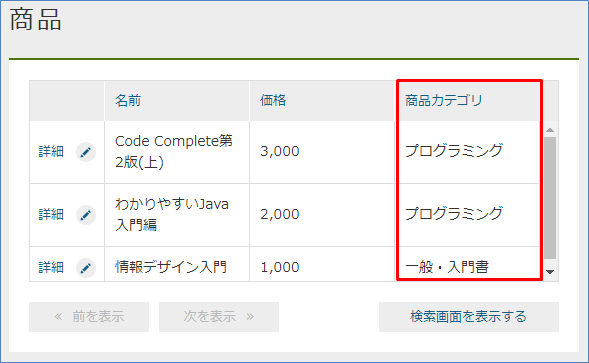 商品
名前 価格 商品カテゴリ
詳細 Code Complete第 3,000 プログラミング
2版(上)
詳細 わかりやすいJava 2,000 プログラミング
入門編
詳細 情報デザイン入門 1,000 一般・入門書
« 前を表示 次を表示 » 検索画面を表示する